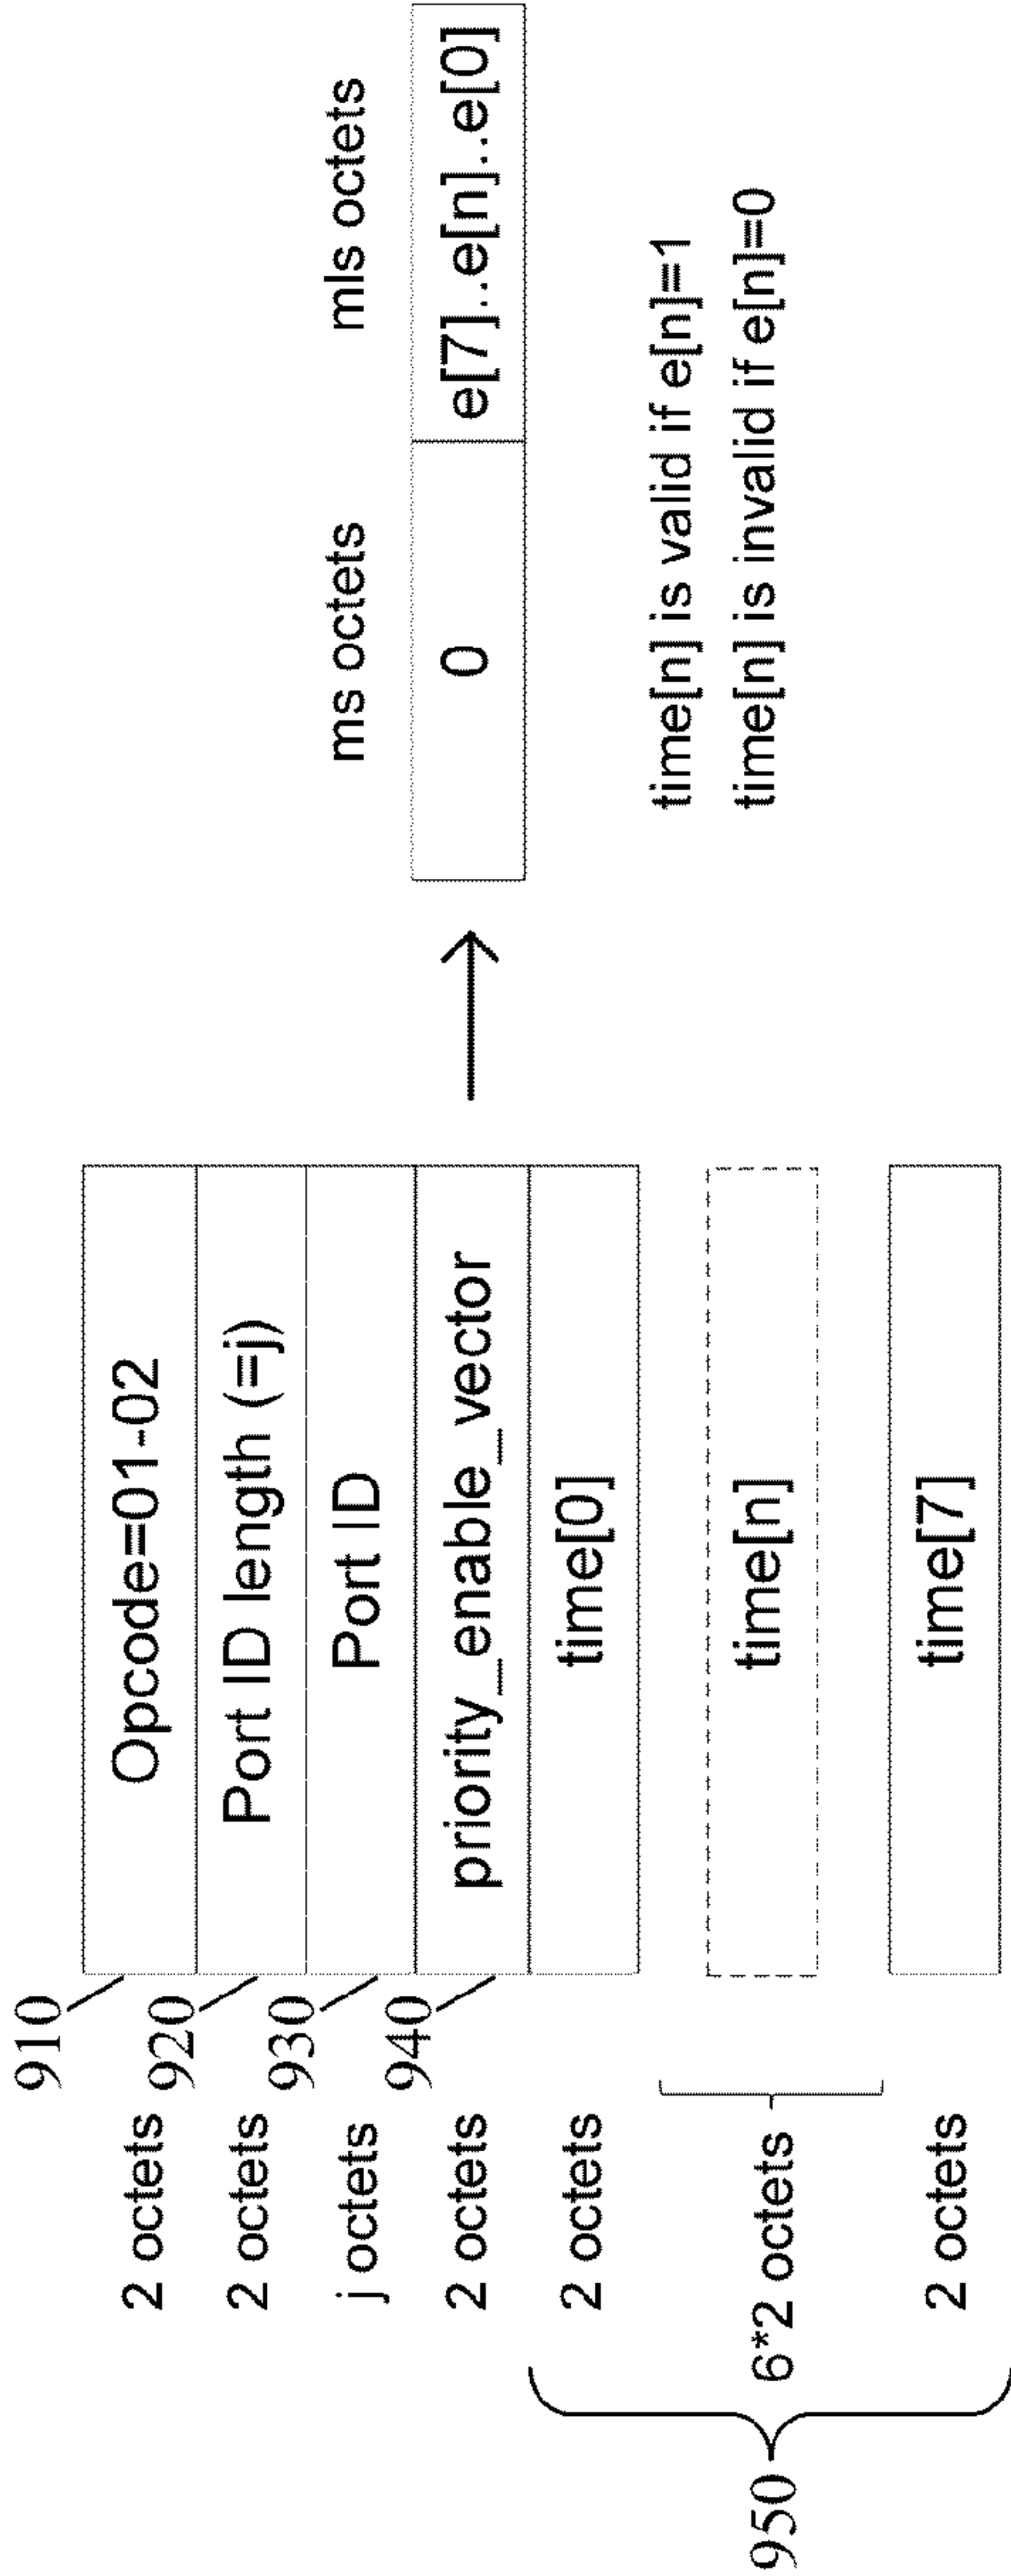 910
2 octets
Opcode=01-02
920
2 octets
Port ID length (=j)
930
j octets
Port ID
940
2 octets
priority_enable_vector
2 octets
time[0]
950
6*2 octets
time[n]
2 octets
time[7]
ms octets
mls octets
0
e[7]..e[n]..e[0]
time[n] is valid if e[n]=1
time[n] is invalid if e[n]=0